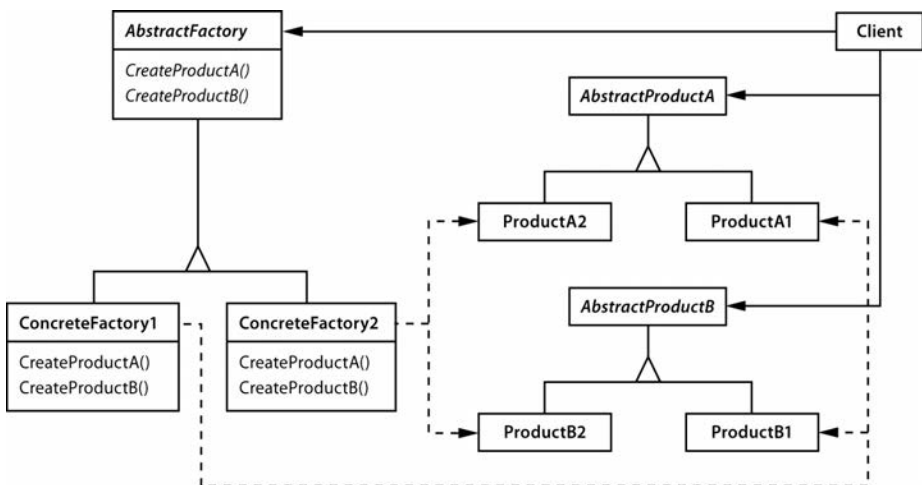 AbstractFactory
CreateProductA()
CreateProductB()
Client
AbstractProductA
ProductA2
ProductA1
AbstractProductB
ConcreteFactory1
CreateProductA()
CreateProductB()
ConcreteFactory2
CreateProductA()
CreateProductB()
ProductB2
ProductB1